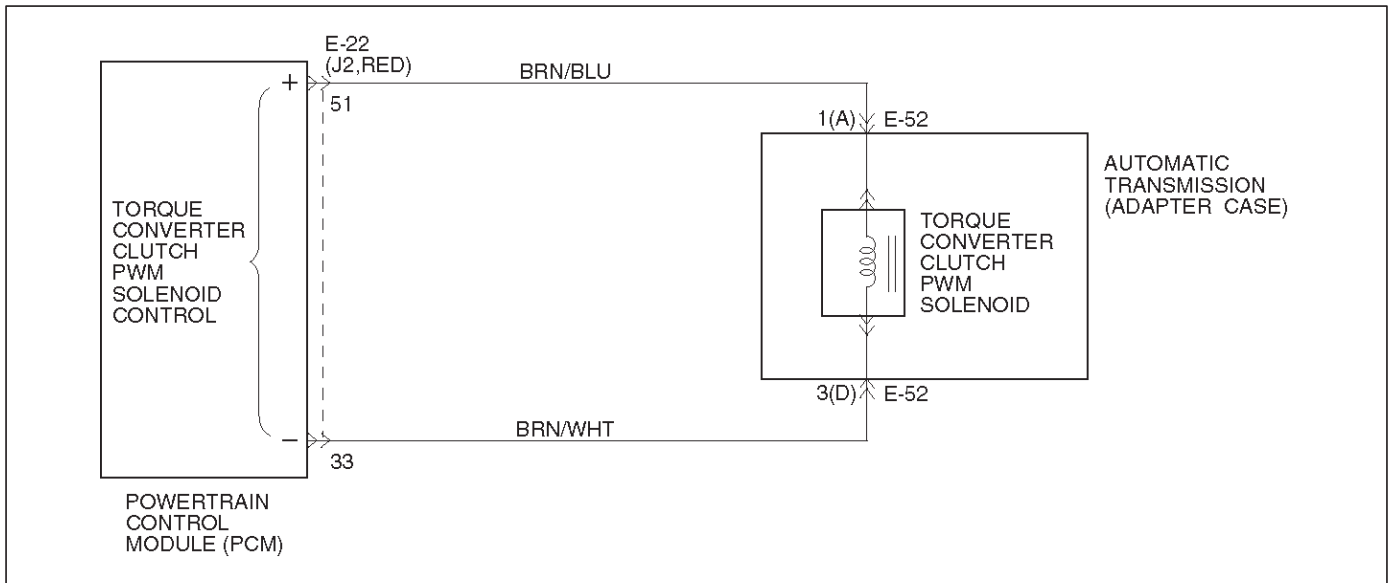 E-22
(J2,RED)
BRN/BLU
+
51
1(A)
E-52
TORQUE
CONVERTER
CLUTCH
PWM
SOLENOID
CONTROL
TORQUE
CONVERTER
CLUTCH
PWM
SOLENOID
AUTOMATIC
TRANSMISSION
(ADAPTER CASE)
3(D)
E-52
−
BRN/WHT
33
POWERTRAIN
CONTROL
MODULE (PCM)